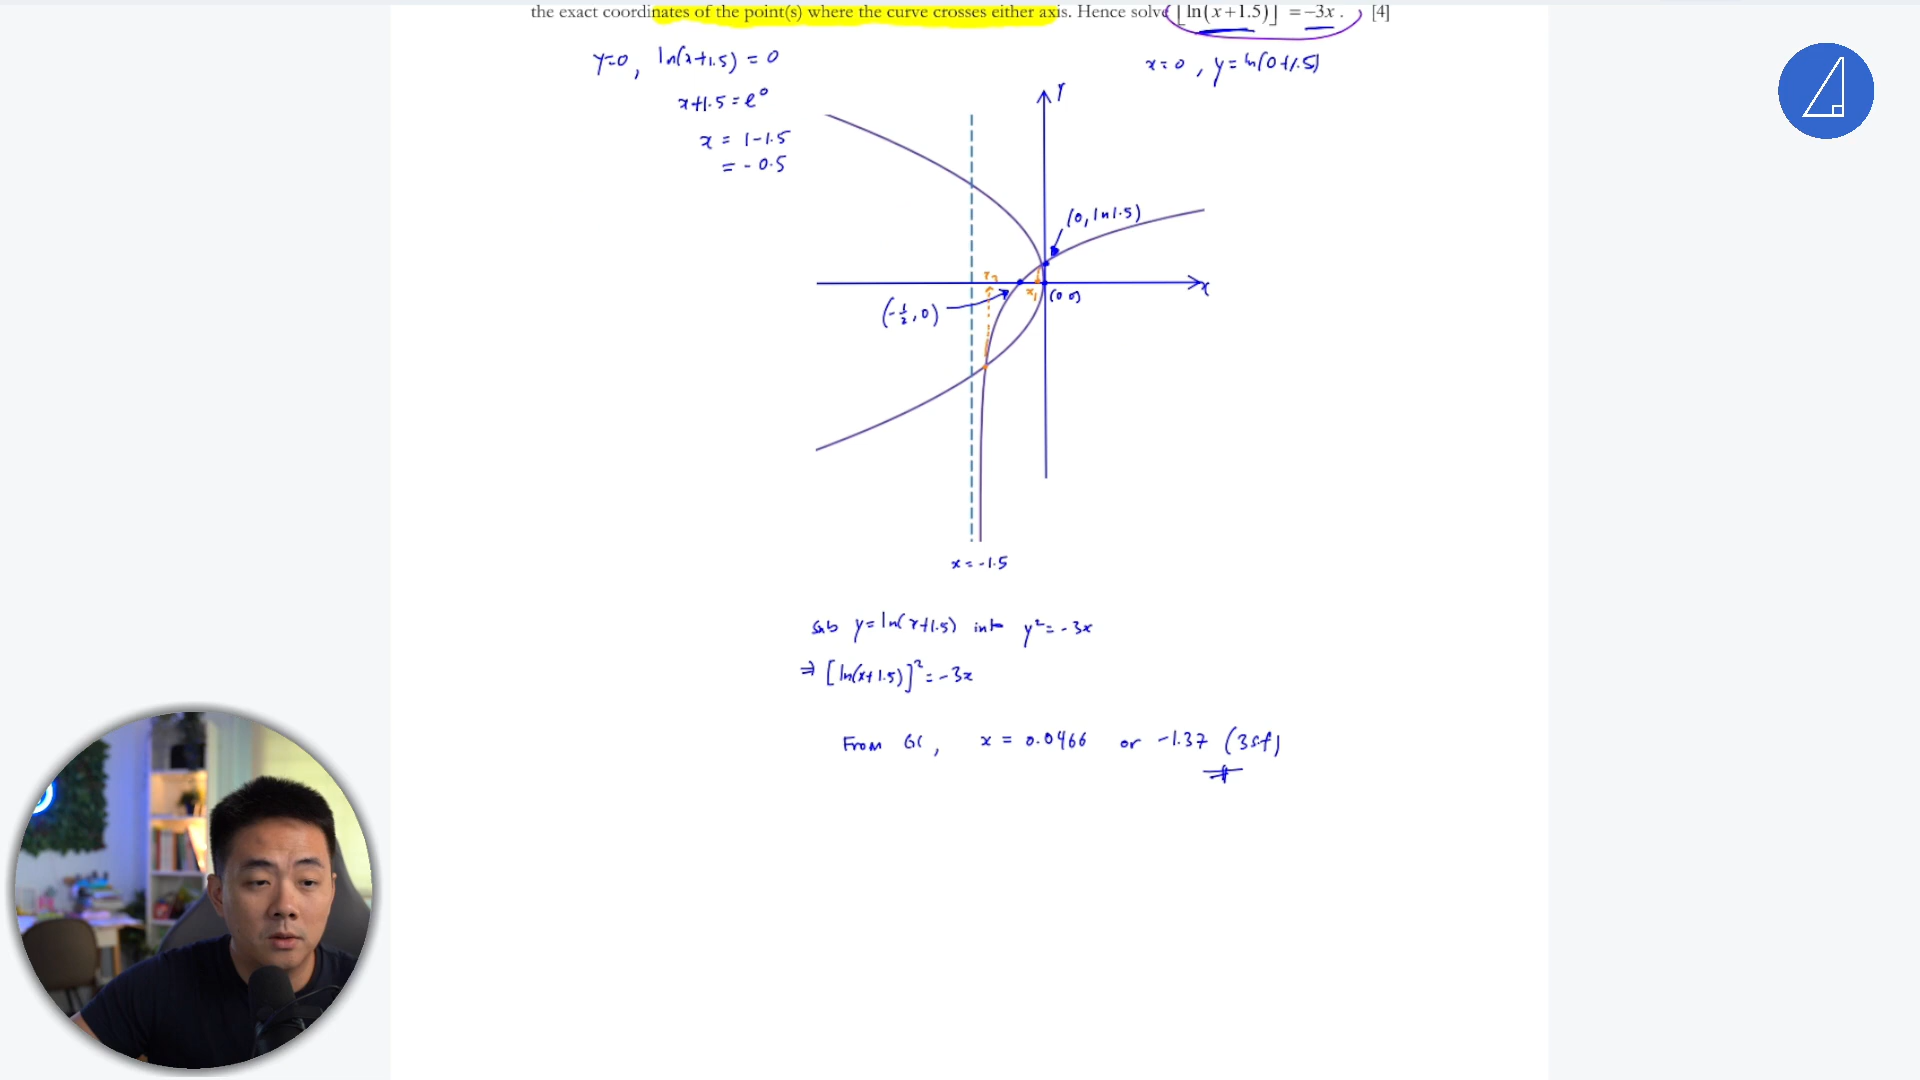 the exact coordinates of the point(s) where the curve crosses either axis. Hence solve ⌊ln(x+1.5)⌋ =−3x. [4]
y=0, ln(x+1.5) = 0
x=0, y=ln(0+1.5)
x+1.5=e⁰
x = 1-1.5
= -0.5
Y
(0, ln1.5)
x₂
x
x₁
(0 0)
(-½, 0)
x = -1.5
Sub y=ln(x+1.5) into y²=-3x
⇒ [ln(x+1.5)]²=-3x
From GC, x = 0.0466 or -1.37 (3sf)